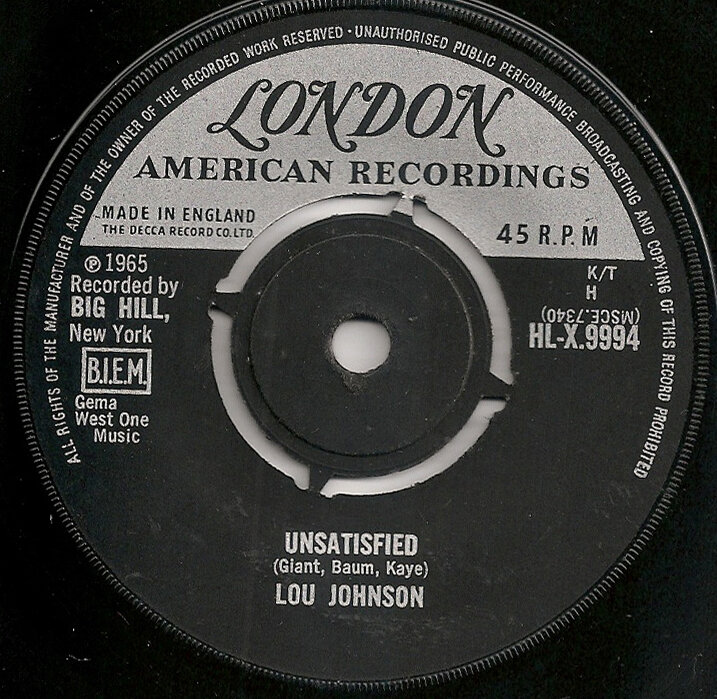 ALL RIGHTS OF THE MANUFACTURER AND OF THE OWNER OF THE RECORDED WORK RESERVED · UNAUTHORISED PUBLIC PERFORMANCE BROADCASTING AND COPYING OF THIS RECORD PROHIBITED
LONDON
AMERICAN RECORDINGS
MADE IN ENGLAND
THE DECCA RECORD CO. LTD.
45 R.P.M
℗ 1965
Recorded by
BIG HILL,
New York
B.I.E.M.
Gema
West One
Music
K/T
H
(MSCE.7340)
HL-X.9994
UNSATISFIED
(Giant, Baum, Kaye)
LOU JOHNSON